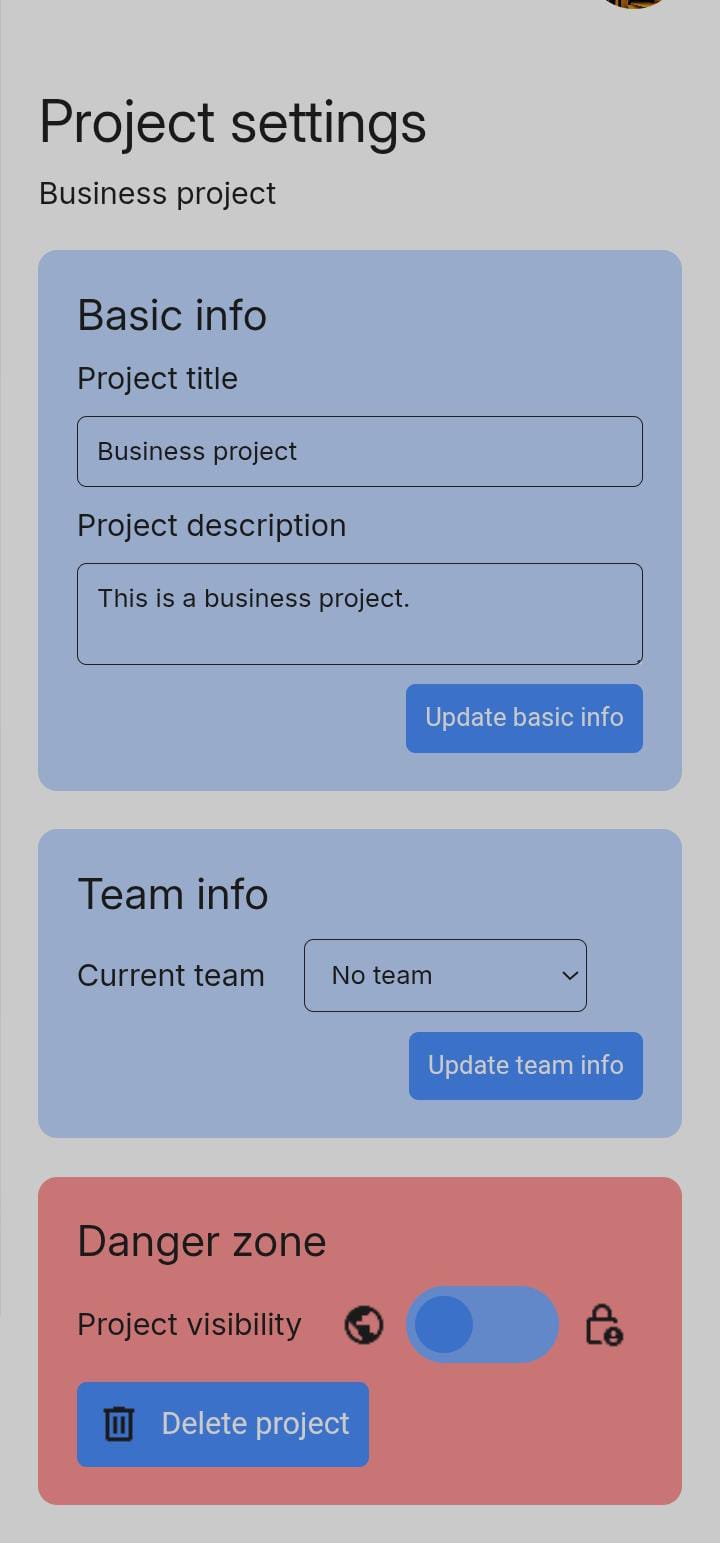 Project settings
Business project
Basic info
Project title
Business project
Project description
This is a business project.
Update basic info
Team info
Current team No team
Update team info
Danger zone
Project visibility
Delete project